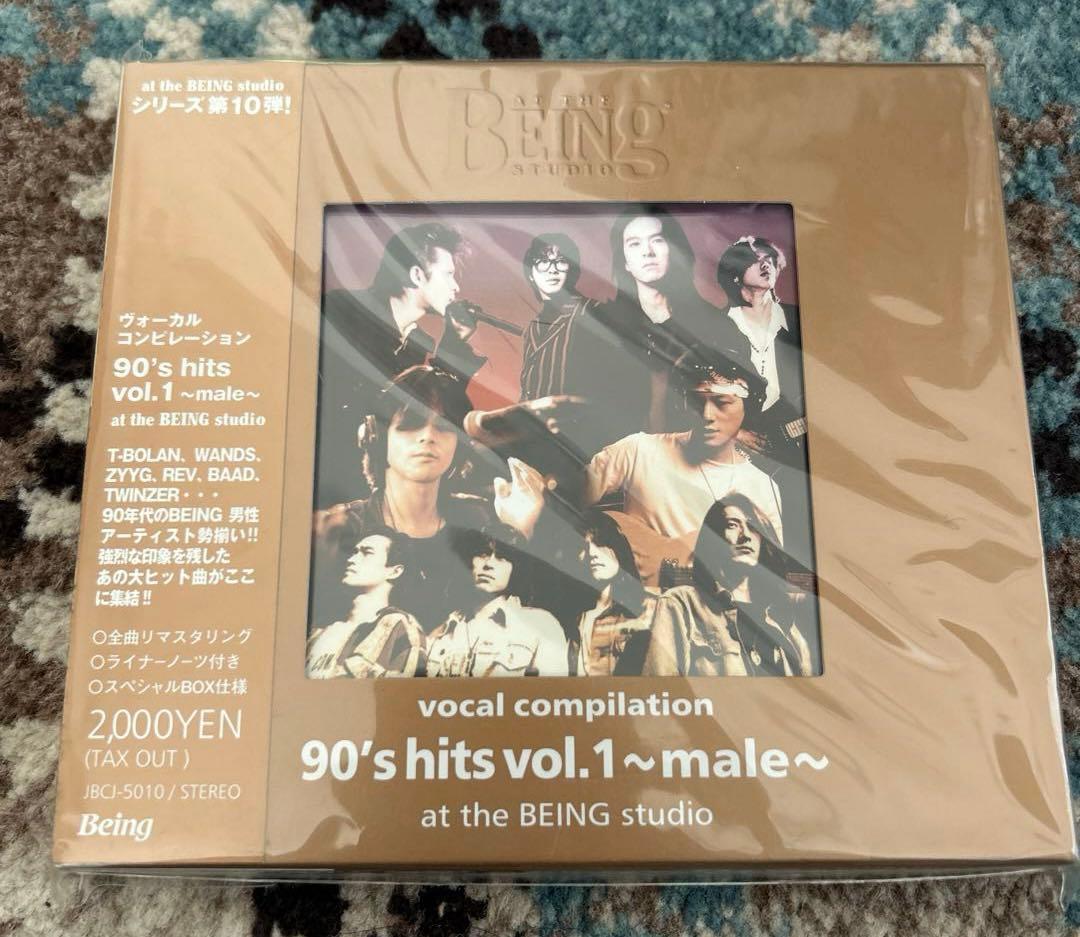 at the BEING studio
シリーズ第10弾!
ヴォーカル
コンピレーション
90's hits
vol.1 ~male~
at the BEING studio
T-BOLAN、WANDS、
ZYYG、REV、BAAD、
TWINZER・・・
90年代のBEING 男性
アーティスト勢揃い!!
強烈な印象を残した
あの大ヒット曲がここ
に集結!!
○全曲リマスタリング
○ライナーノーツ付き
○スペシャルBOX仕様
2,000YEN
(TAX OUT )
JBCJ-5010 / STEREO
Being
AT THE
BEINg
STUDIO
vocal compilation
90's hits vol.1~male~
at the BEING studio